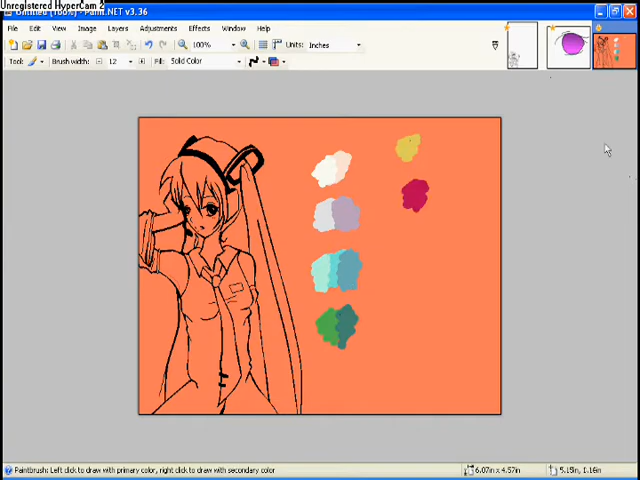 Unregistered HyperCam 2
Untitled (100%) - Paint.NET v3.36
File Edit View Image Layers Adjustments Effects Window Help
100% Units: Inches
Tool: Brush width: 12 Fill: Solid Color
Paintbrush: Left click to draw with primary color, right click to draw with secondary color
6.07in x 4.57in
5.19in, 1.16in